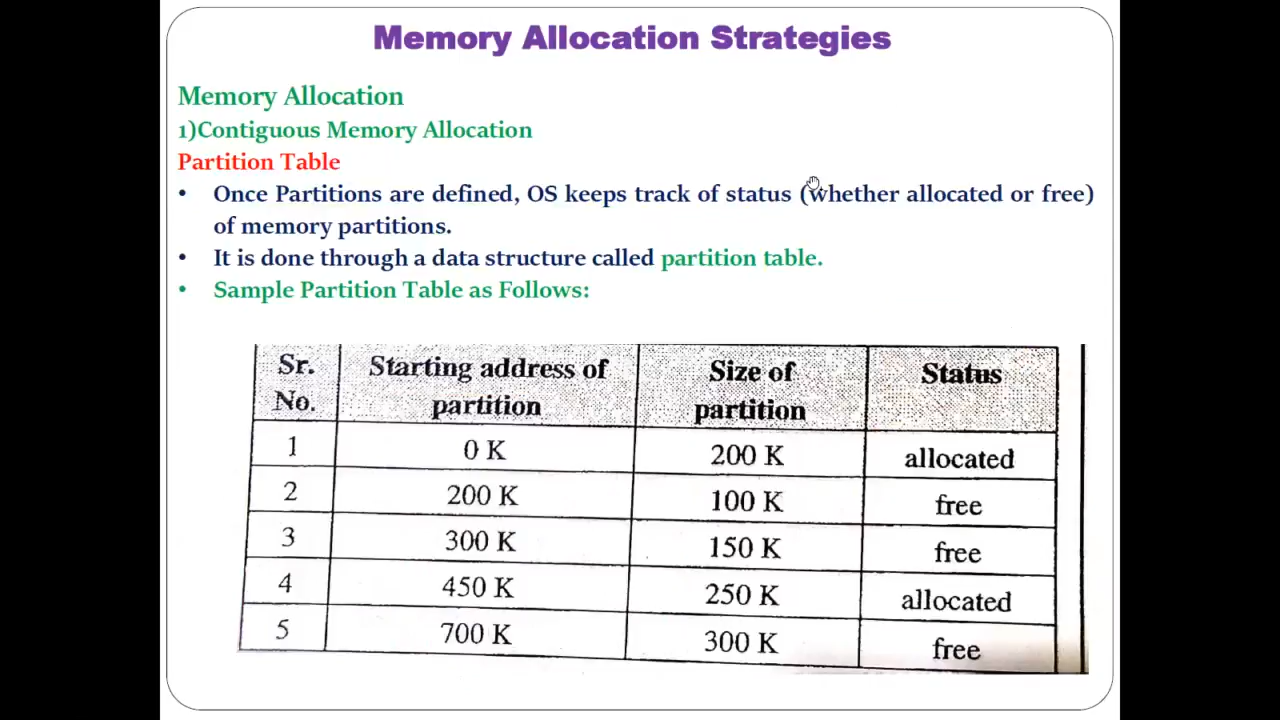 Memory Allocation Strategies
Memory Allocation
1)Contiguous Memory Allocation
Partition Table
• Once Partitions are defined, OS keeps track of status (whether allocated or free)
of memory partitions.
• It is done through a data structure called partition table.
• Sample Partition Table as Follows:
Sr. No. Starting address of partition Size of partition Status
1 0 K 200 K allocated
2 200 K 100 K free
3 300 K 150 K free
4 450 K 250 K allocated
5 700 K 300 K free